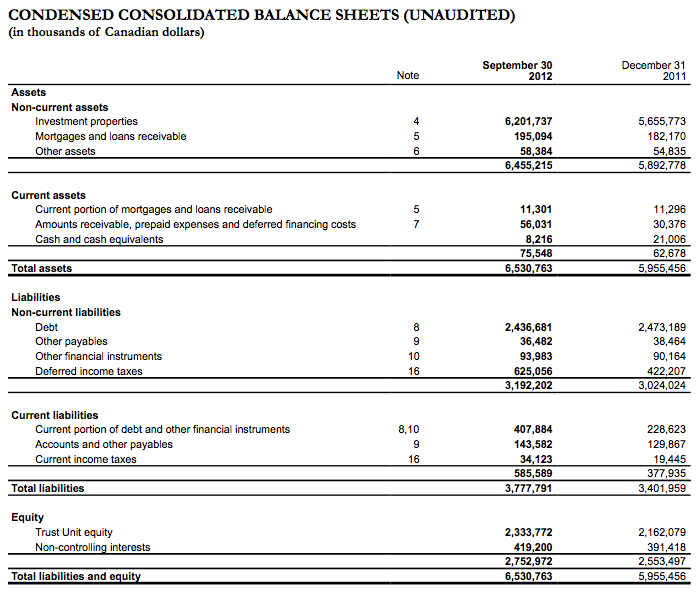 CONDENSED CONSOLIDATED BALANCE SHEETS (UNAUDITED)
(in thousands of Canadian dollars)
September 30 December 31
Note 2012 2011
Assets
Non-current assets
Investment properties 4 6,201,737 5,655,773
Mortgages and loans receivable 5 195,094 182,170
Other assets 6 58,384 54,835
6,455,215 5,892,778
Current assets
Current portion of mortgages and loans receivable 5 11,301 11,296
Amounts receivable, prepaid expenses and deferred financing costs 7 56,031 30,376
Cash and cash equivalents 8,216 21,006
75,548 62,678
Total assets 6,530,763 5,955,456
Liabilities
Non-current liabilities
Debt 8 2,436,681 2,473,189
Other payables 9 36,482 38,464
Other financial instruments 10 93,983 90,164
Deferred income taxes 16 625,056 422,207
3,192,202 3,024,024
Current liabilities
Current portion of debt and other financial instruments 8,10 407,884 228,623
Accounts and other payables 9 143,582 129,867
Current income taxes 16 34,123 19,445
585,589 377,935
Total liabilities 3,777,791 3,401,959
Equity
Trust Unit equity 2,333,772 2,162,079
Non-controlling interests 419,200 391,418
2,752,972 2,553,497
Total liabilities and equity 6,530,763 5,955,456